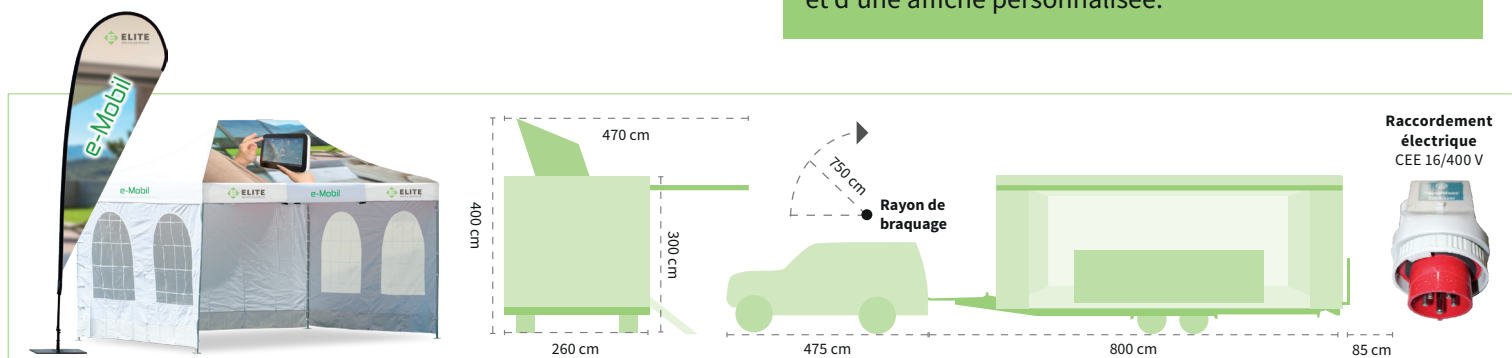 et d'une affiche personnalisée.
ELITE
e-Mobil
e-Mobil
ELITE
e-Mobil
ELITE
470 cm
400 cm
300 cm
260 cm
750 cm
Rayon de
braquage
475 cm
800 cm
85 cm
Raccordement
électrique
CEE 16/400 V